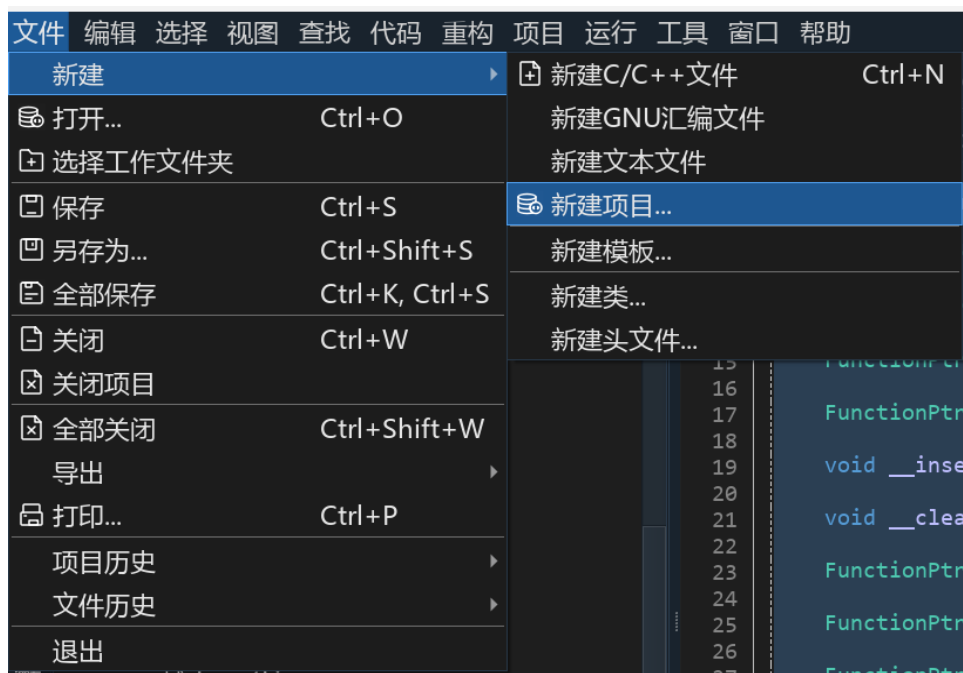 文件 编辑 选择 视图 查找 代码 重构 项目 运行 工具 窗口 帮助
新建
打开... Ctrl+O
选择工作文件夹
保存 Ctrl+S
另存为... Ctrl+Shift+S
全部保存 Ctrl+K, Ctrl+S
关闭 Ctrl+W
关闭项目
全部关闭 Ctrl+Shift+W
导出
打印... Ctrl+P
项目历史
文件历史
退出
新建C/C++文件 Ctrl+N
新建GNU汇编文件
新建文本文件
新建项目...
新建模板...
新建类...
新建头文件...
15 FunctionPtr
16
17 FunctionPtr
18
19 void __inse
20
21 void __clea
22
23 FunctionPtr
24
25 FunctionPtr
26